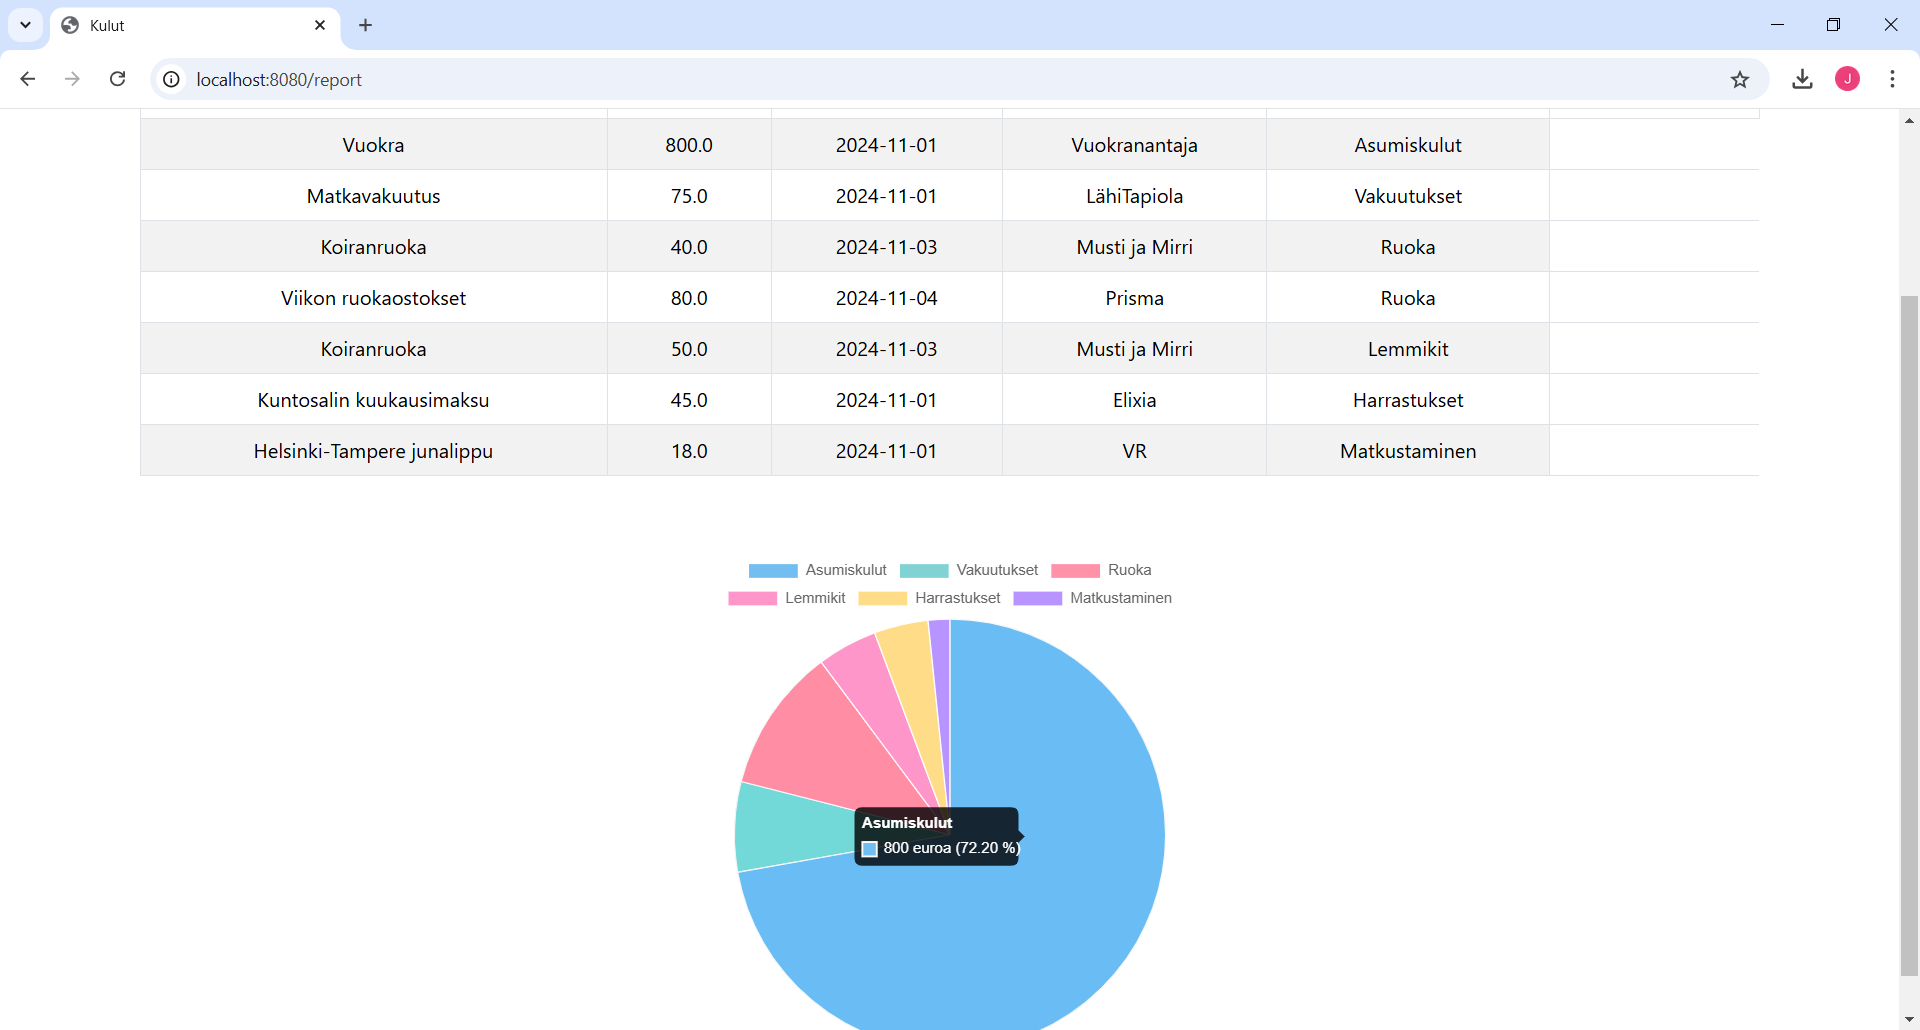 Kulut
localhost:8080/report
J
Vuokra 800.0 2024-11-01 Vuokranantaja Asumiskulut
Matkavakuutus 75.0 2024-11-01 LähiTapiola Vakuutukset
Koiranruoka 40.0 2024-11-03 Musti ja Mirri Ruoka
Viikon ruokaostokset 80.0 2024-11-04 Prisma Ruoka
Koiranruoka 50.0 2024-11-03 Musti ja Mirri Lemmikit
Kuntosalin kuukausimaksu 45.0 2024-11-01 Elixia Harrastukset
Helsinki-Tampere junalippu 18.0 2024-11-01 VR Matkustaminen
Asumiskulut Vakuutukset Ruoka
Lemmikit Harrastukset Matkustaminen
Asumiskulut
800 euroa (72.20 %)